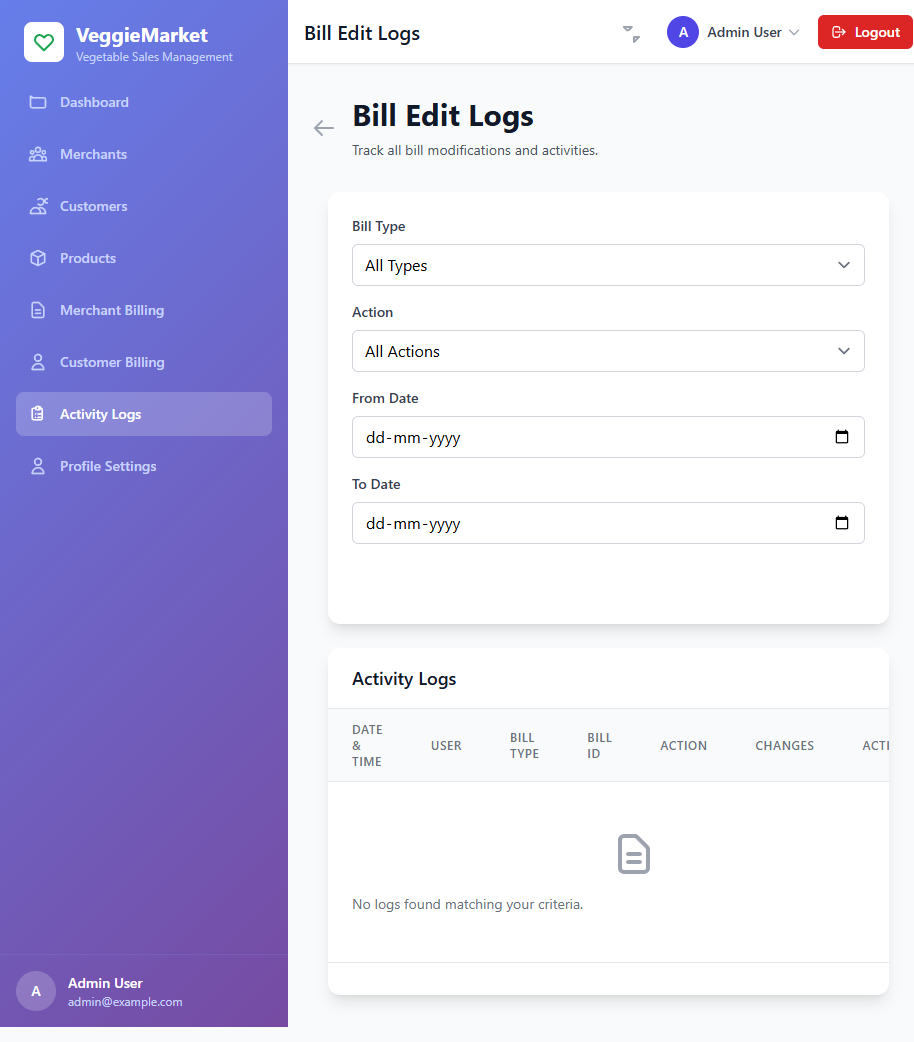 VeggieMarket
Vegetable Sales Management
Dashboard
Merchants
Customers
Products
Merchant Billing
Customer Billing
Activity Logs
Profile Settings
A
Admin User
admin@example.com
Bill Edit Logs
A
Admin User
Logout
Bill Edit Logs
Track all bill modifications and activities.
Bill Type
All Types
Action
All Actions
From Date
dd-mm-yyyy
To Date
dd-mm-yyyy
Activity Logs
DATE & TIME USER BILL TYPE BILL ID ACTION CHANGES ACTI
No logs found matching your criteria.